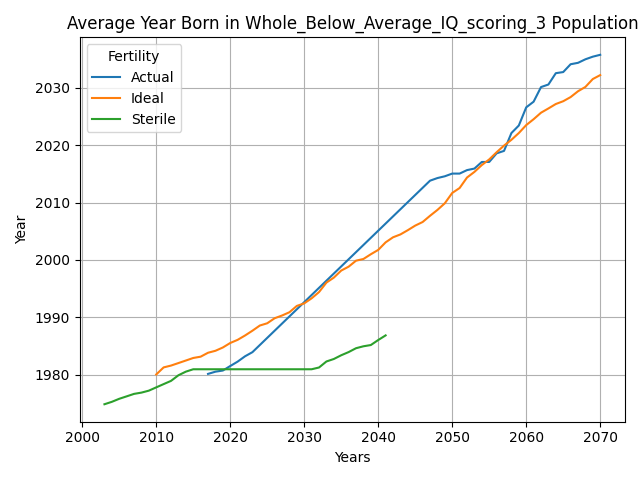 Average Year Born in Whole_Below_Average_IQ_scoring_3 Population
Fertility
Actual
Ideal
Sterile
Year
2030
2020
2010
2000
1990
1980
2000 2010 2020 2030 2040 2050 2060 2070
Years